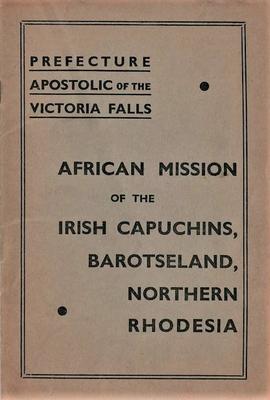 PREFECTURE
APOSTOLIC OF THE
VICTORIA FALLS
AFRICAN MISSION
OF THE
IRISH CAPUCHINS,
BAROTSELAND,
NORTHERN
RHODESIA